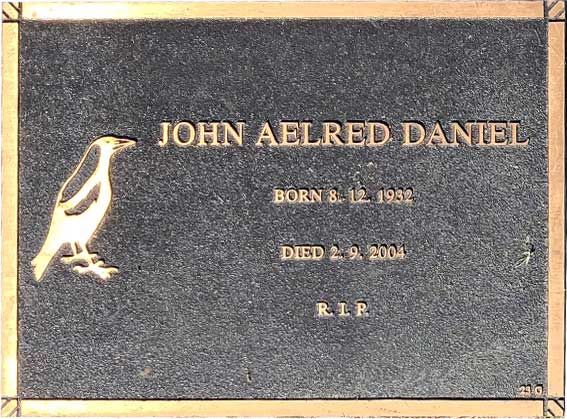 JOHN AELRED DANIEL
BORN 8. 12. 1932
DIED 2. 9. 2004
R. I. P.